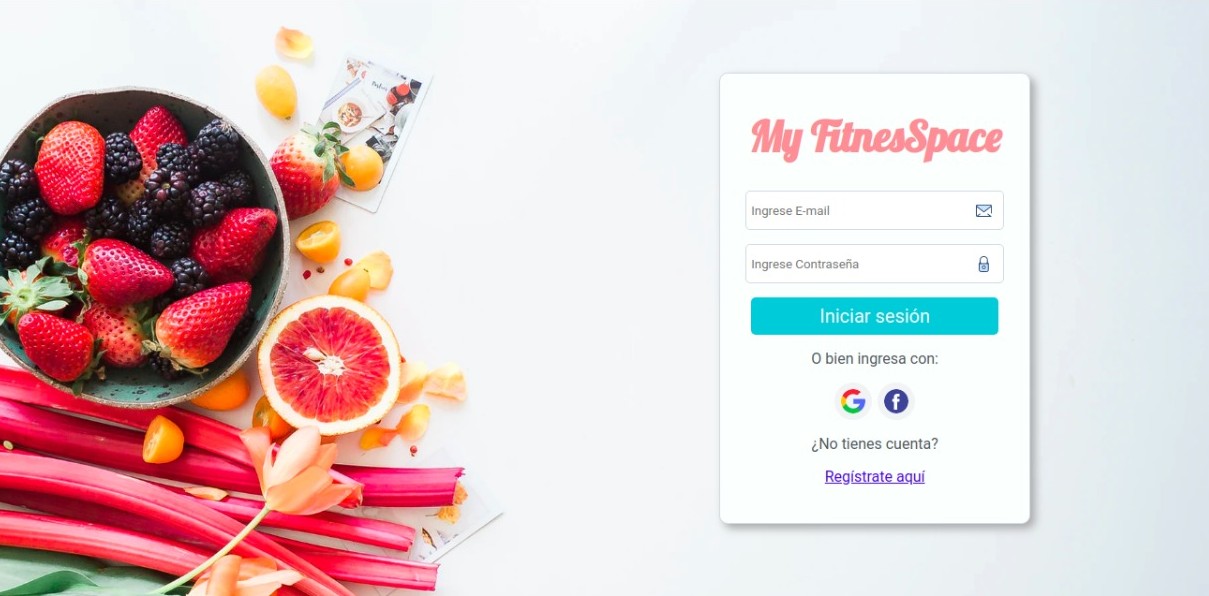 My FitnesSpace
Ingrese E-mail
Ingrese Contraseña
Iniciar sesión
O bien ingresa con:
¿No tienes cuenta?
Regístrate aquí